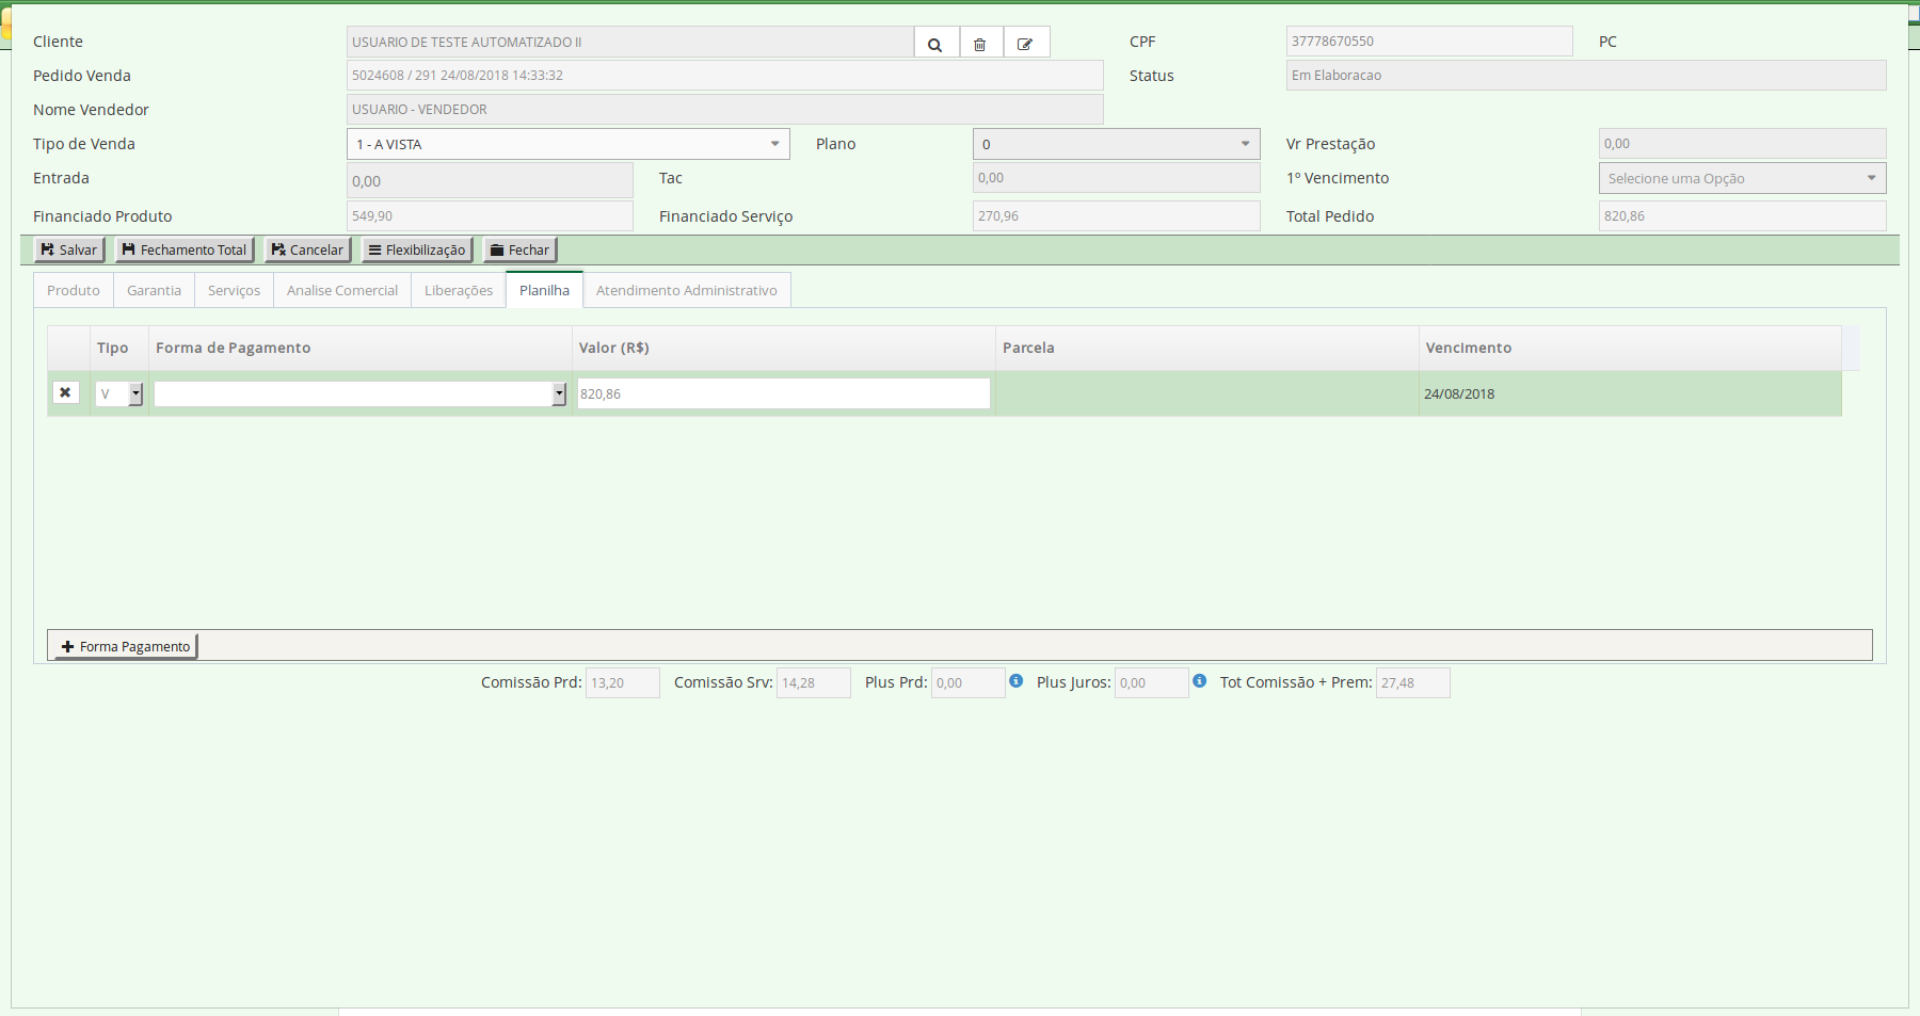 Cliente USUARIO DE TESTE AUTOMATIZADO II CPF 37778670550 PC
Pedido Venda 5024608 / 291 24/08/2018 14:33:32 Status Em Elaboracao
Nome Vendedor USUARIO - VENDEDOR
Tipo de Venda 1 - A VISTA Plano 0 Vr Prestação 0,00
Entrada 0,00 Tac 0,00 1º Vencimento Selecione uma Opção
Financiado Produto 549,90 Financiado Serviço 270,96 Total Pedido 820,86
Salvar Fechamento Total Cancelar Flexibilização Fechar
Produto Garantia Serviços Analise Comercial Liberações Planilha Atendimento Administrativo
Tipo Forma de Pagamento Valor (R$) Parcela Vencimento
V 820,86 24/08/2018
Forma Pagamento
Comissão Prd: 13,20 Comissão Srv: 14,28 Plus Prd: 0,00 Plus Juros: 0,00 Tot Comissão + Prem: 27,48